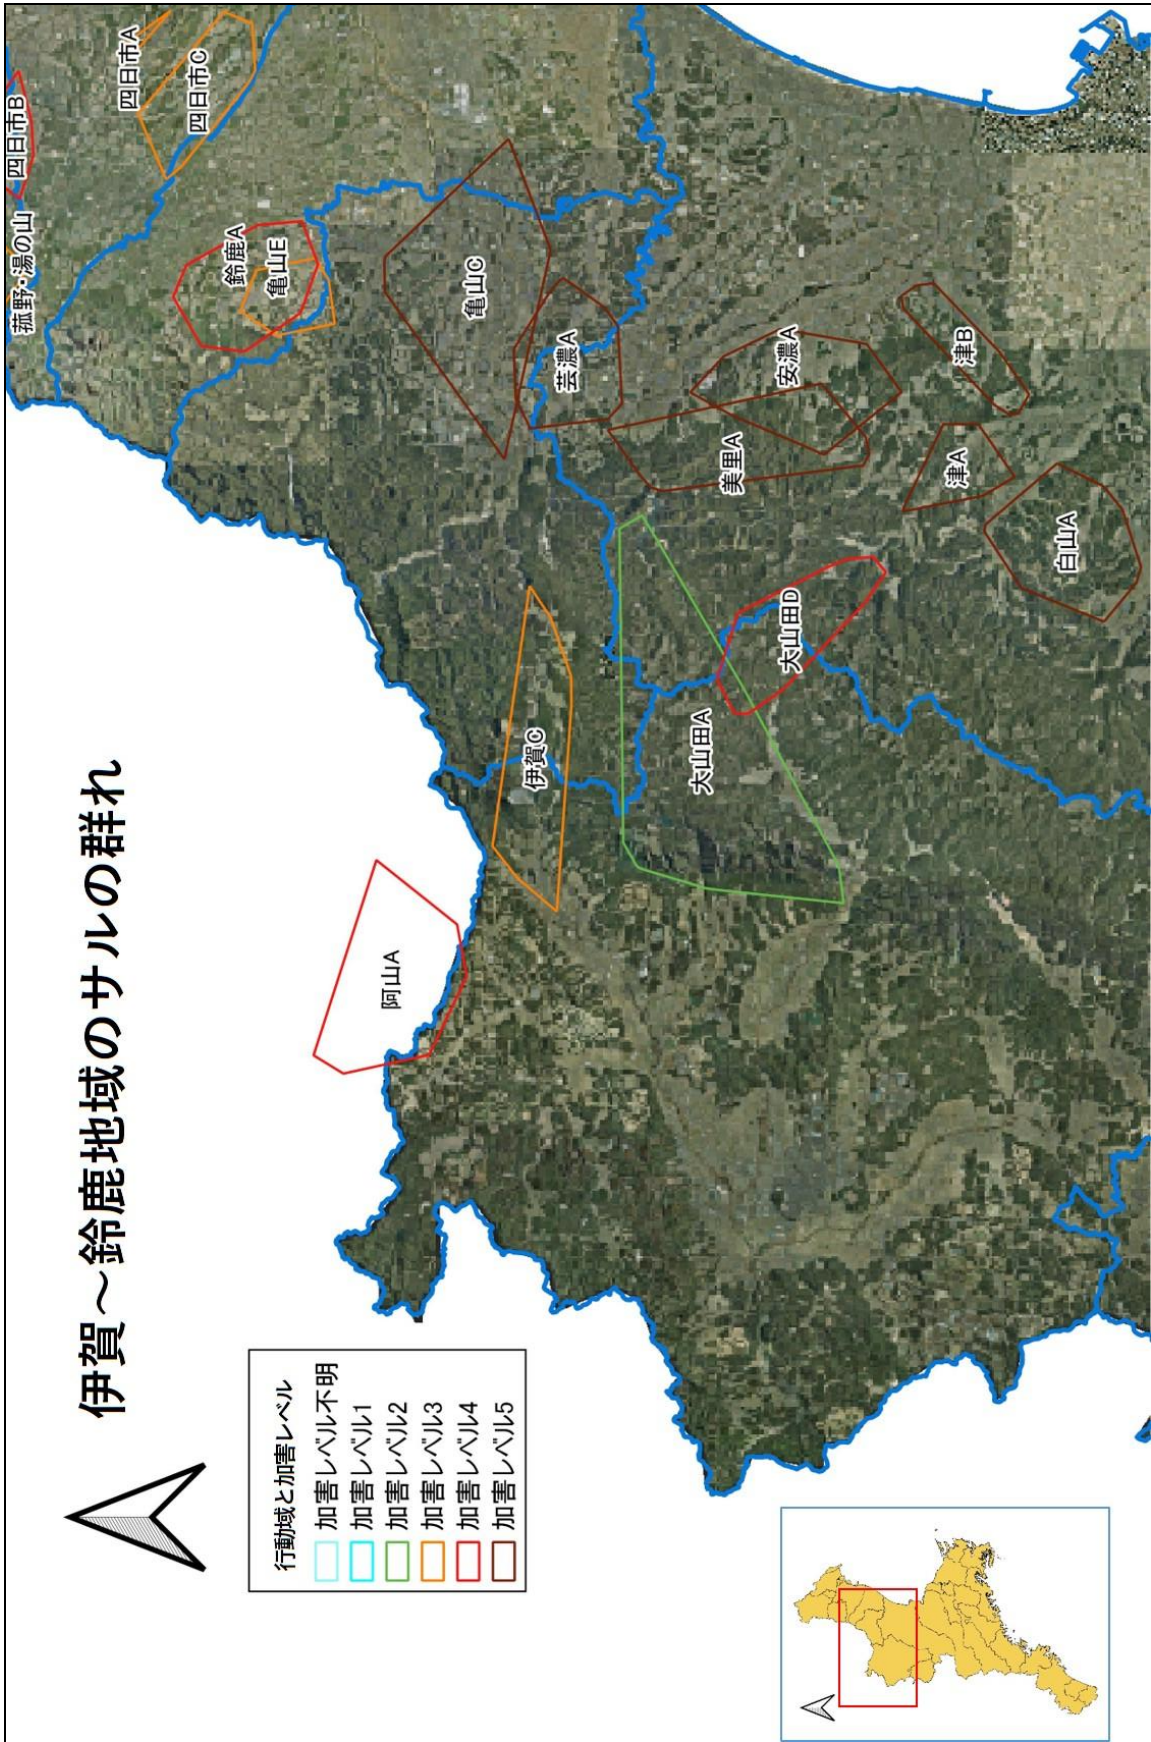 伊賀～鈴鹿地域のサルの群れ
行動域と加害レベル
加害レベル不明
加害レベル1
加害レベル2
加害レベル3
加害レベル4
加害レベル5
菰野・湯の山
四日市B
四日市A
四日市C
鈴鹿A
亀山E
阿山A
亀山C
伊賀C
芸濃A
大山田A
美里A
安濃A
大山田D
津A
津B
白山A